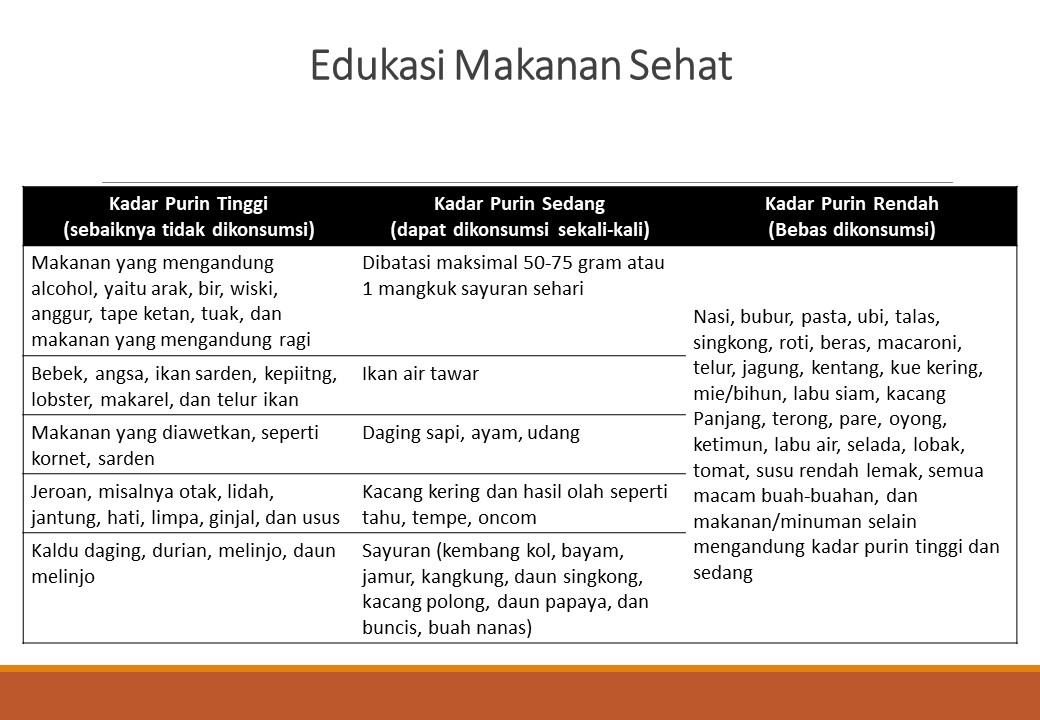 Edukasi Makanan Sehat
Kadar Purin Tinggi
(sebaiknya tidak dikonsumsi)
Kadar Purin Sedang
(dapat dikonsumsi sekali-kali)
Kadar Purin Rendah
(Bebas dikonsumsi)
Makanan yang mengandung
alcohol, yaitu arak, bir, wiski,
anggur, tape ketan, tuak, dan
makanan yang mengandung ragi
Dibatasi maksimal 50-75 gram atau
1 mangkuk sayuran sehari
Nasi, bubur, pasta, ubi, talas,
singkong, roti, beras, macaroni,
telur, jagung, kentang, kue kering,
mie/bihun, labu siam, kacang
Panjang, terong, pare, oyong,
ketimun, labu air, selada, lobak,
tomat, susu rendah lemak, semua
macam buah-buahan, dan
makanan/minuman selain
mengandung kadar purin tinggi dan
sedang
Bebek, angsa, ikan sarden, kepiitng,
lobster, makarel, dan telur ikan
Ikan air tawar
Makanan yang diawetkan, seperti
kornet, sarden
Daging sapi, ayam, udang
Jeroan, misalnya otak, lidah,
jantung, hati, limpa, ginjal, dan usus
Kacang kering dan hasil olah seperti
tahu, tempe, oncom
Kaldu daging, durian, melinjo, daun
melinjo
Sayuran (kembang kol, bayam,
jamur, kangkung, daun singkong,
kacang polong, daun papaya, dan
buncis, buah nanas)